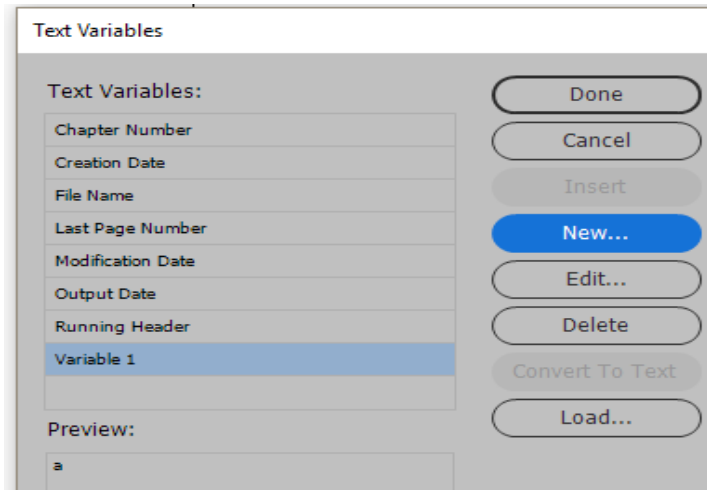 Text Variables
Text Variables:
Chapter Number
Creation Date
File Name
Last Page Number
Modification Date
Output Date
Running Header
Variable 1
Preview:
a
Done
Cancel
Insert
New...
Edit...
Delete
Convert To Text
Load...